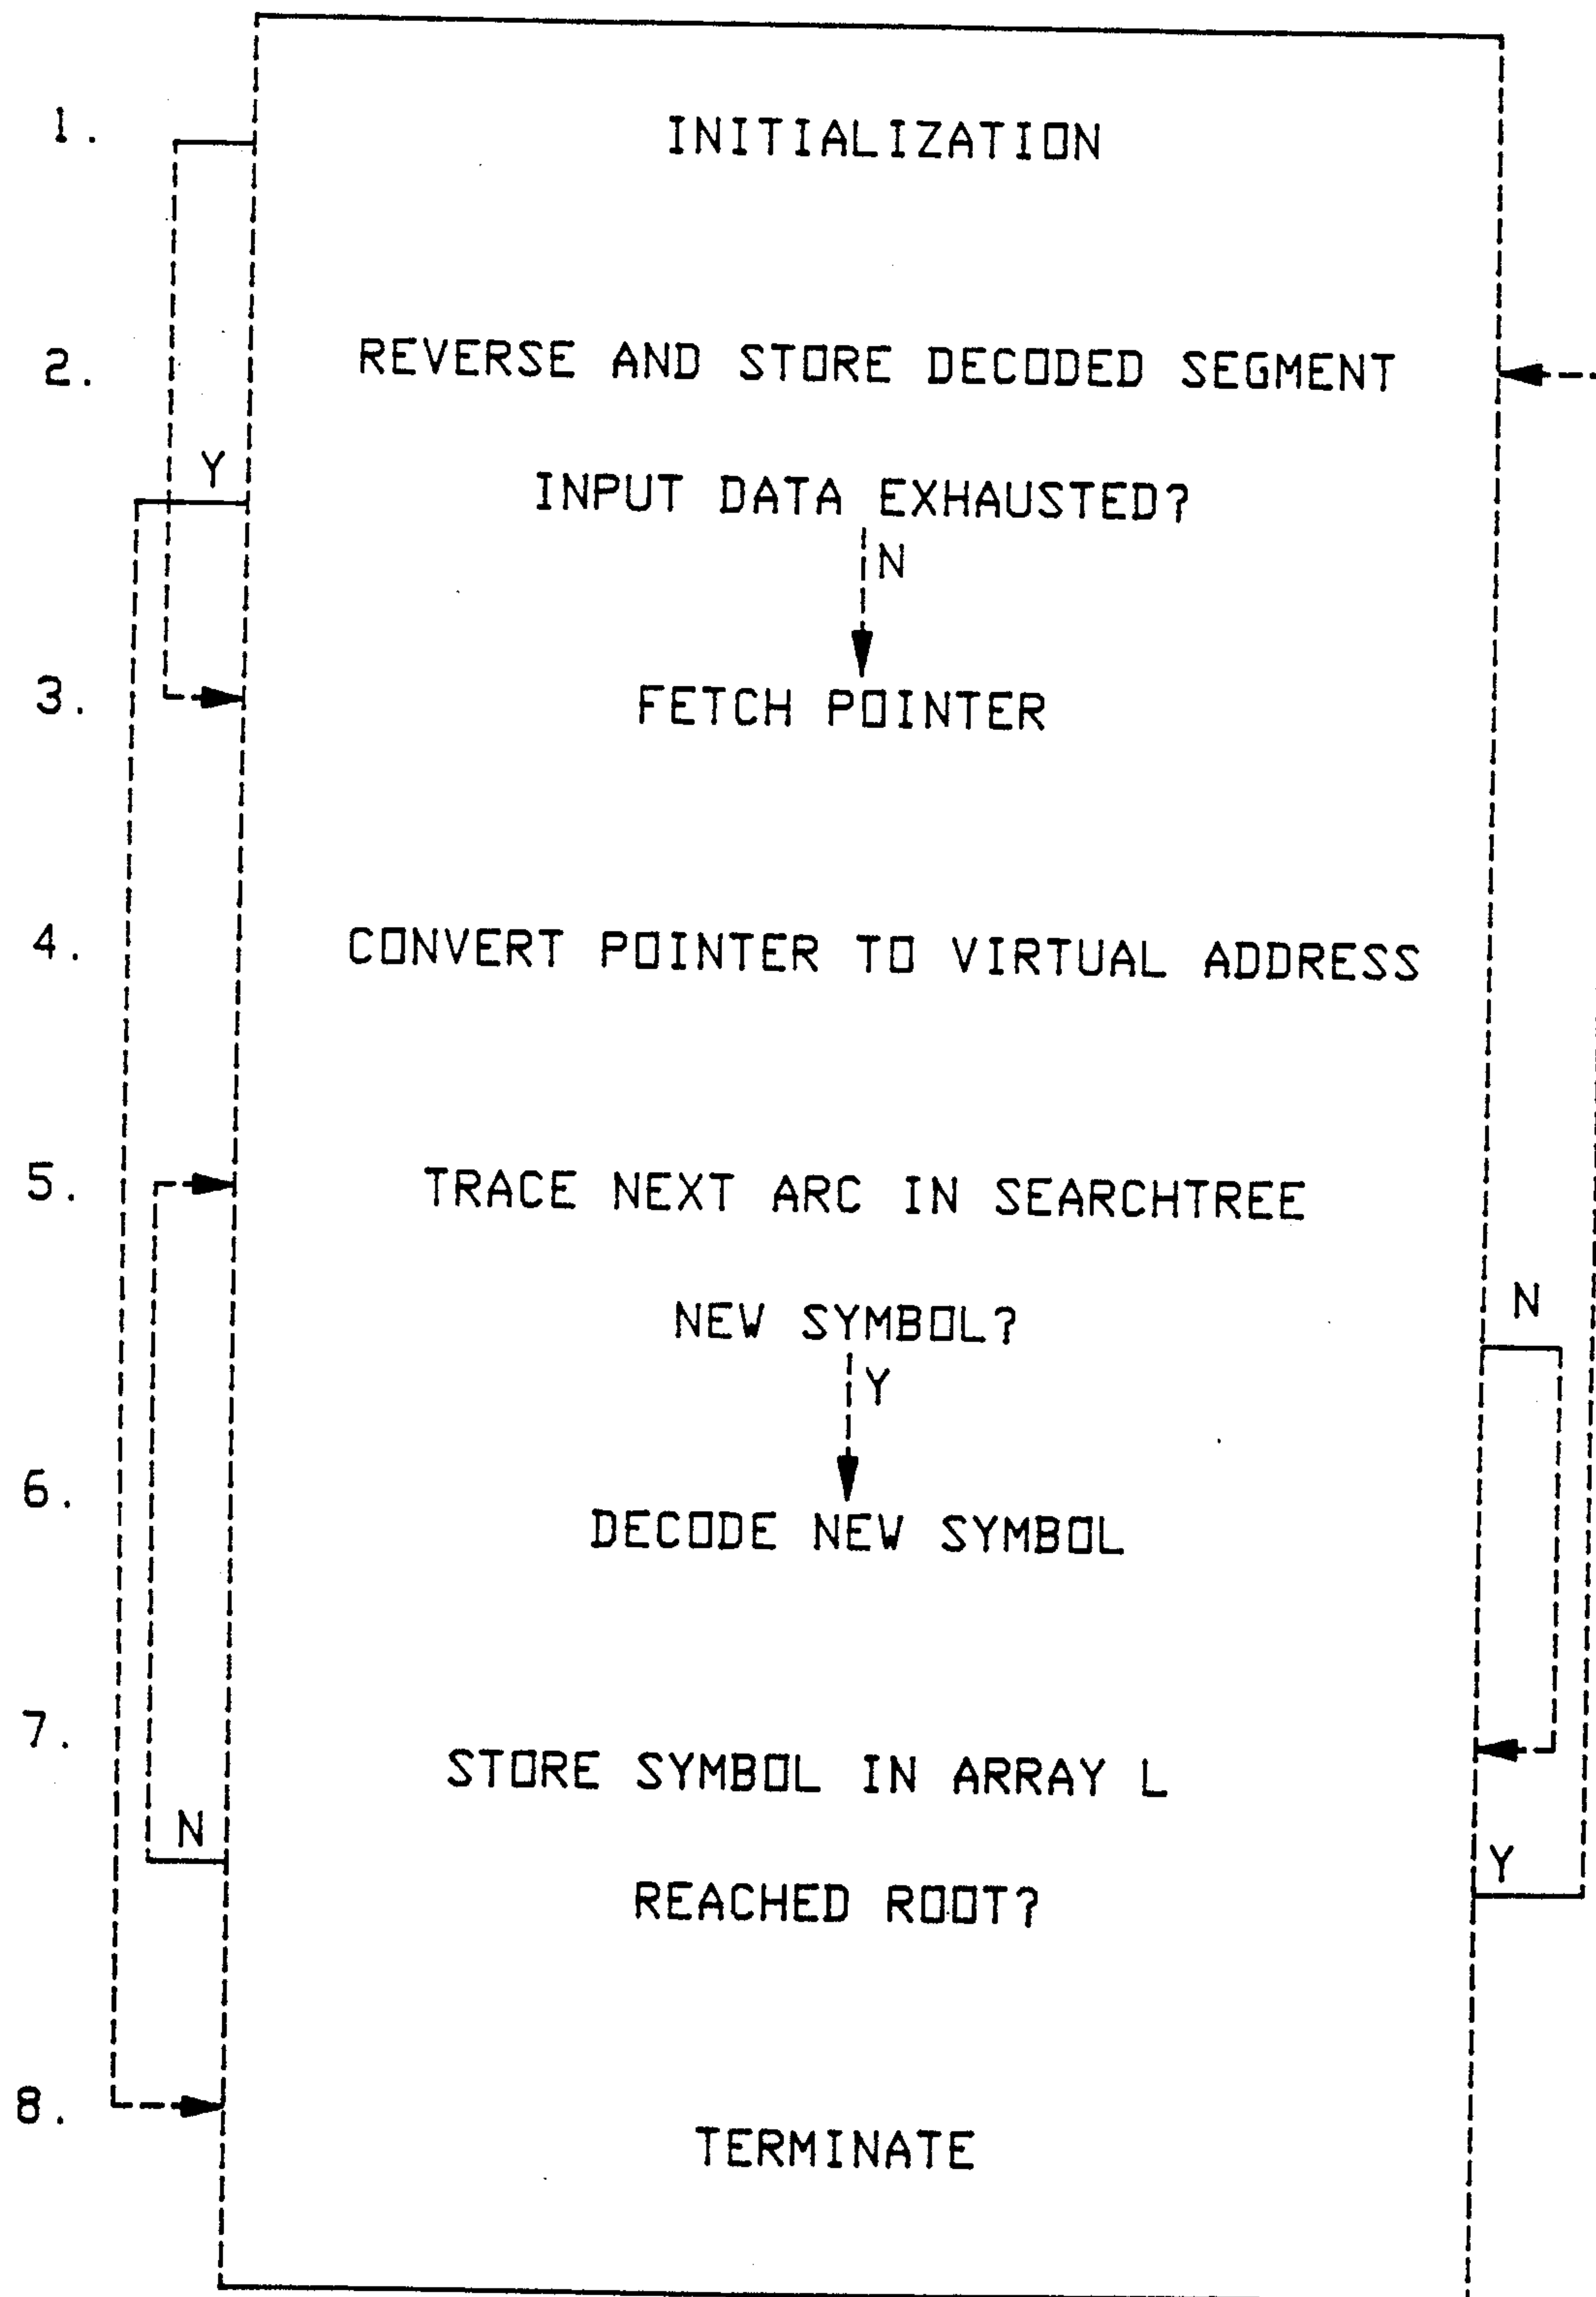 1. INITIALIZATION
2. REVERSE AND STORE DECODED SEGMENT
Y
INPUT DATA EXHAUSTED?
N
3. FETCH POINTER
4. CONVERT POINTER TO VIRTUAL ADDRESS
5. TRACE NEXT ARC IN SEARCHTREE
N
NEW SYMBOL?
Y
6. DECODE NEW SYMBOL
7. STORE SYMBOL IN ARRAY L
N
Y
REACHED ROOT?
8. TERMINATE